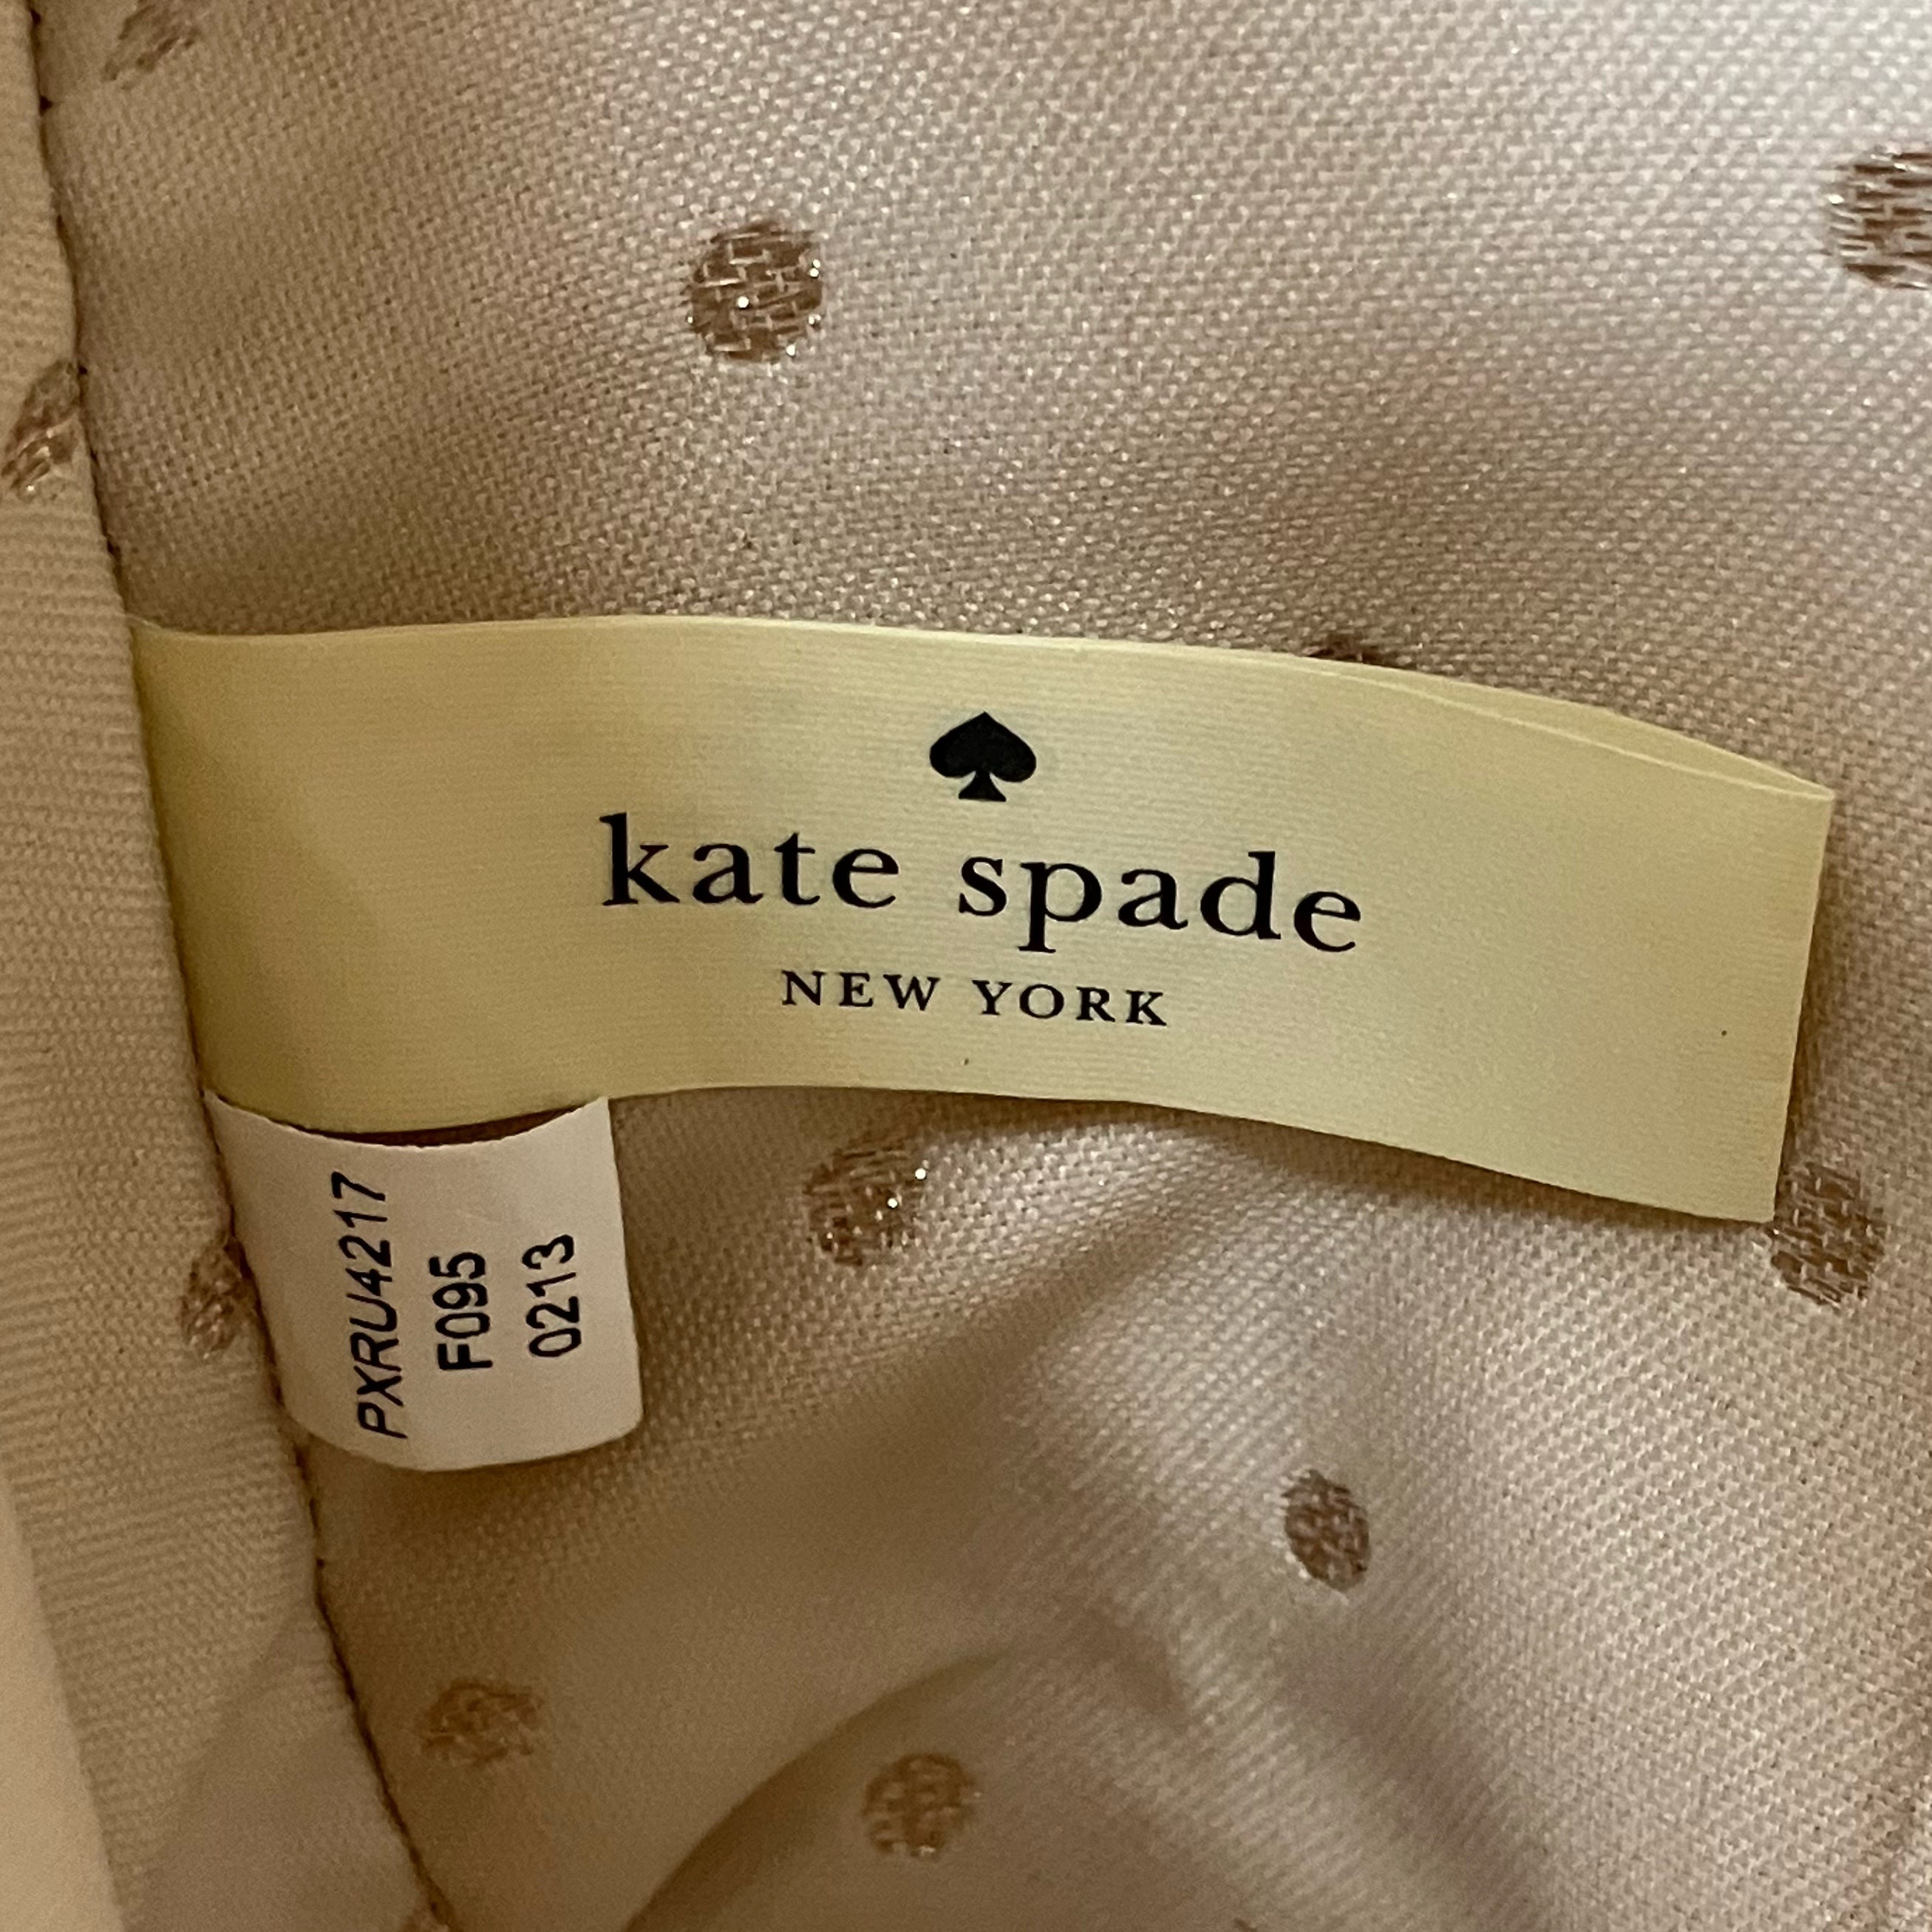 kate spade
NEW YORK
PXRU4217
F095
0213